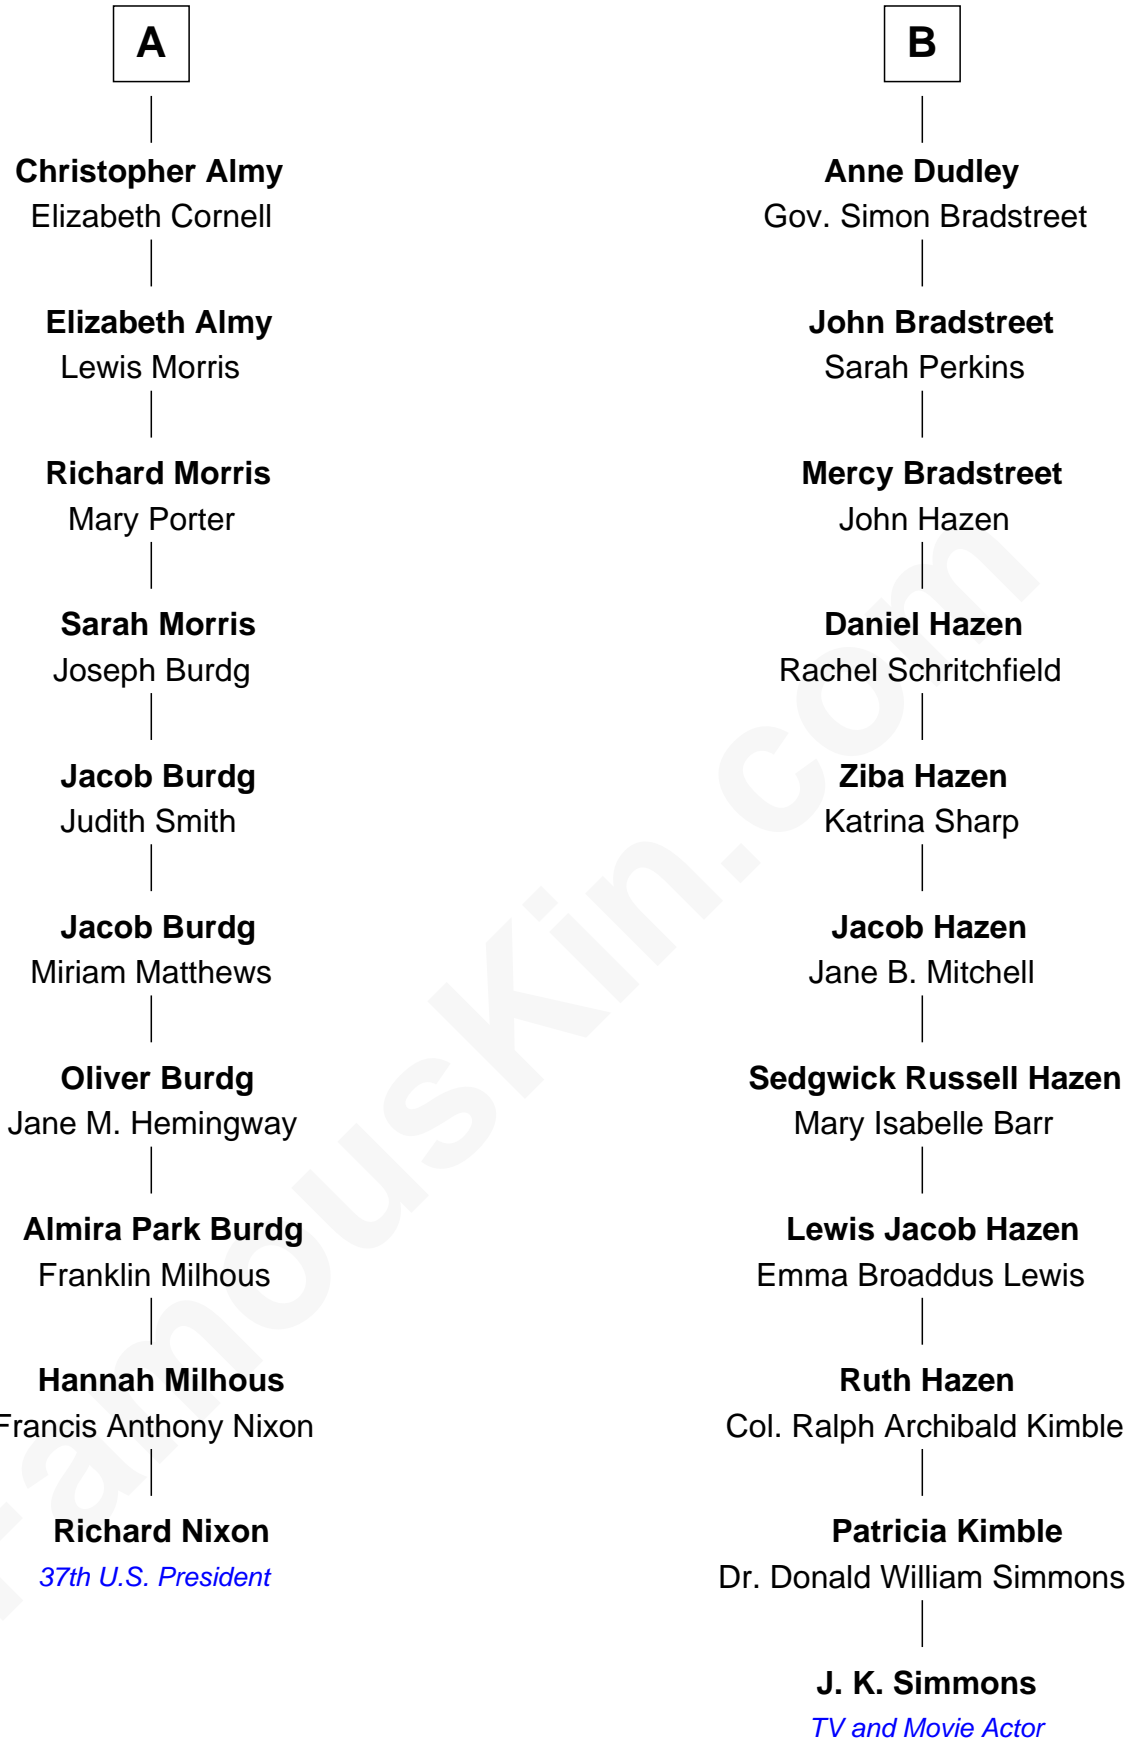 A
Christopher Almy
Elizabeth Cornell
Elizabeth Almy
Lewis Morris
Richard Morris
Mary Porter
Sarah Morris
Joseph Burdg
Jacob Burdg
Judith Smith
Jacob Burdg
Miriam Matthews
Oliver Burdg
Jane M. Hemingway
Almira Park Burdg
Franklin Milhous
Hannah Milhous
Francis Anthony Nixon
Richard Nixon
37th U.S. President
B
Anne Dudley
Gov. Simon Bradstreet
John Bradstreet
Sarah Perkins
Mercy Bradstreet
John Hazen
Daniel Hazen
Rachel Schritchfield
Ziba Hazen
Katrina Sharp
Jacob Hazen
Jane B. Mitchell
Sedgwick Russell Hazen
Mary Isabelle Barr
Lewis Jacob Hazen
Emma Broaddus Lewis
Ruth Hazen
Col. Ralph Archibald Kimble
Patricia Kimble
Dr. Donald William Simmons
J. K. Simmons
TV and Movie Actor
FamousKin.com